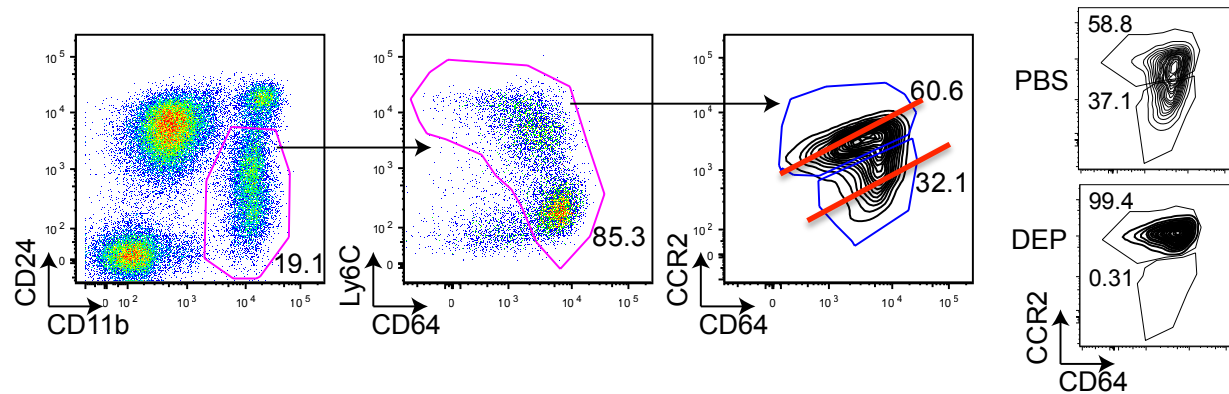 10⁵
10⁴
10³
10²
0
CD24
19.1
0 10² 10³ 10⁴ 10⁵
CD11b
10⁵
10⁴
10³
10²
0
Ly6C
85.3
0 10³ 10⁴ 10⁵
CD64
10⁵
10⁴
10³
10²
0
CCR2
60.6
32.1
0 10³ 10⁴ 10⁵
CD64
58.8
PBS
37.1
99.4
DEP
0.31
CCR2
CD64